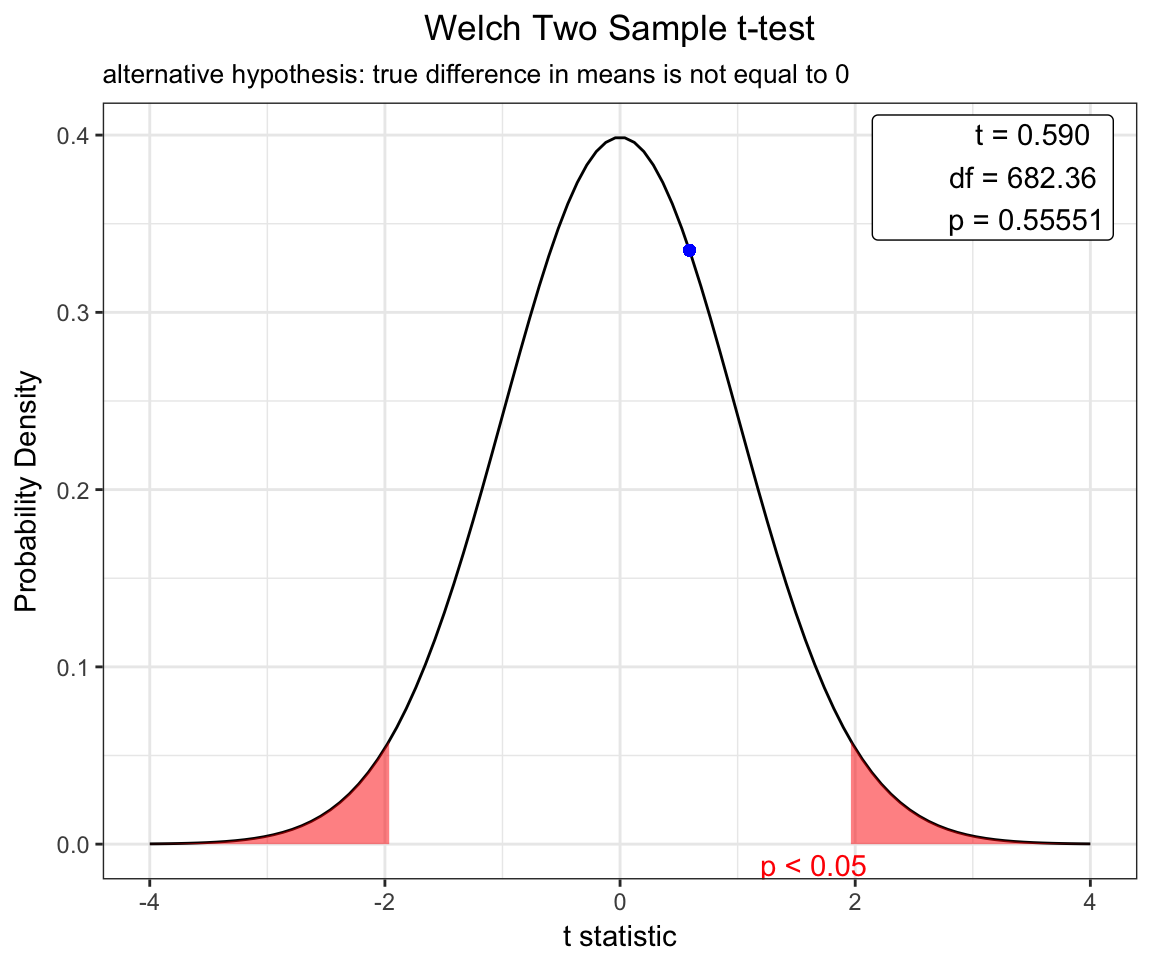 Welch Two Sample t-test
alternative hypothesis: true difference in means is not equal to 0
t = 0.590
df = 682.36
p = 0.55551
Probability Density
0.4
0.3
0.2
0.1
0.0
p < 0.05
-4 -2 0 2 4
t statistic